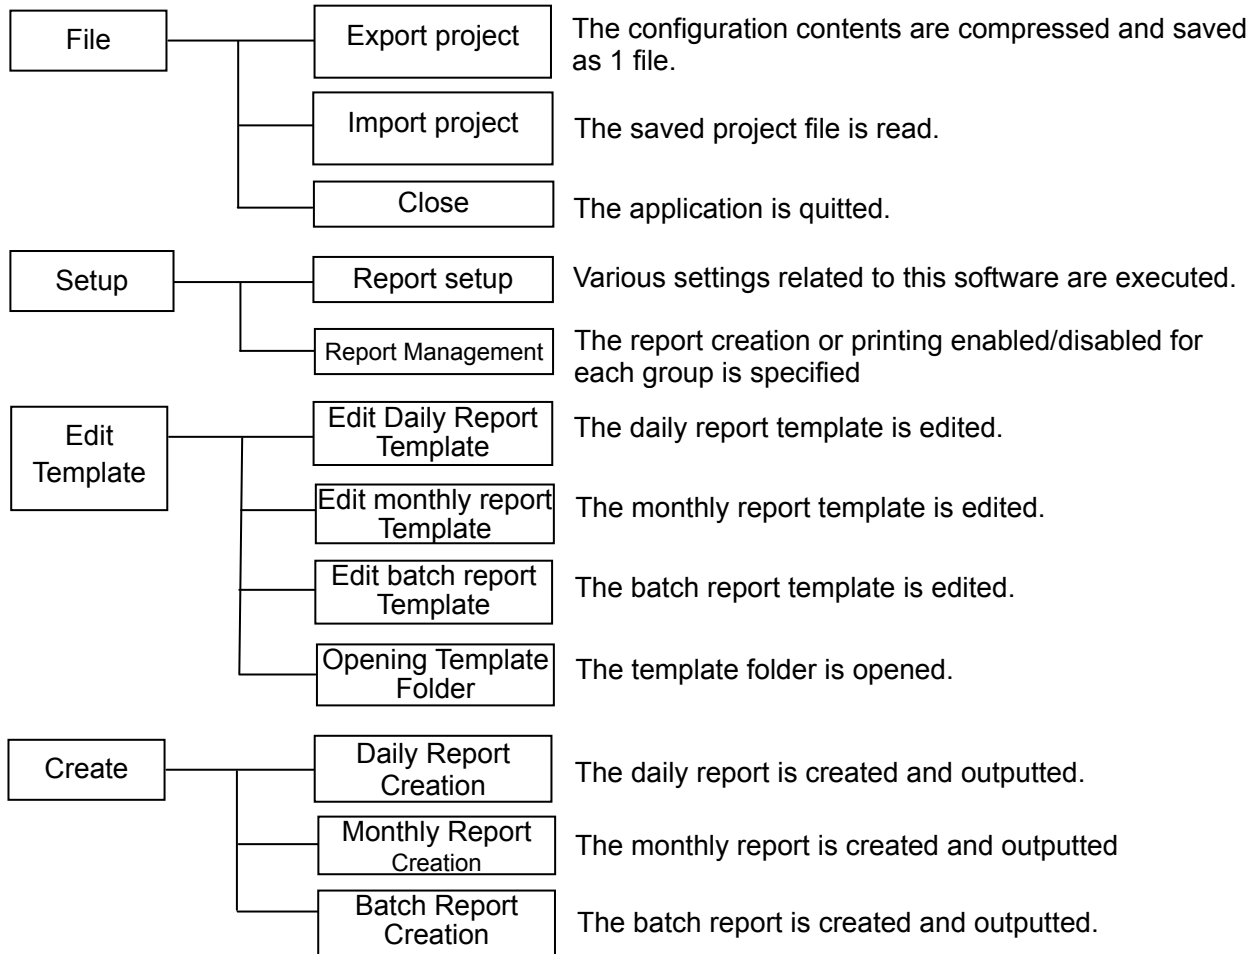 File
Export project
The configuration contents are compressed and saved
as 1 file.
Import project
The saved project file is read.
Close
The application is quitted.
Setup
Report setup
Various settings related to this software are executed.
Report Management
The report creation or printing enabled/disabled for
each group is specified
Edit
Template
Edit Daily Report
Template
The daily report template is edited.
Edit monthly report
Template
The monthly report template is edited.
Edit batch report
Template
The batch report template is edited.
Opening Template
Folder
The template folder is opened.
Create
Daily Report
Creation
The daily report is created and outputted.
Monthly Report
Creation
The monthly report is created and outputted
Batch Report
Creation
The batch report is created and outputted.